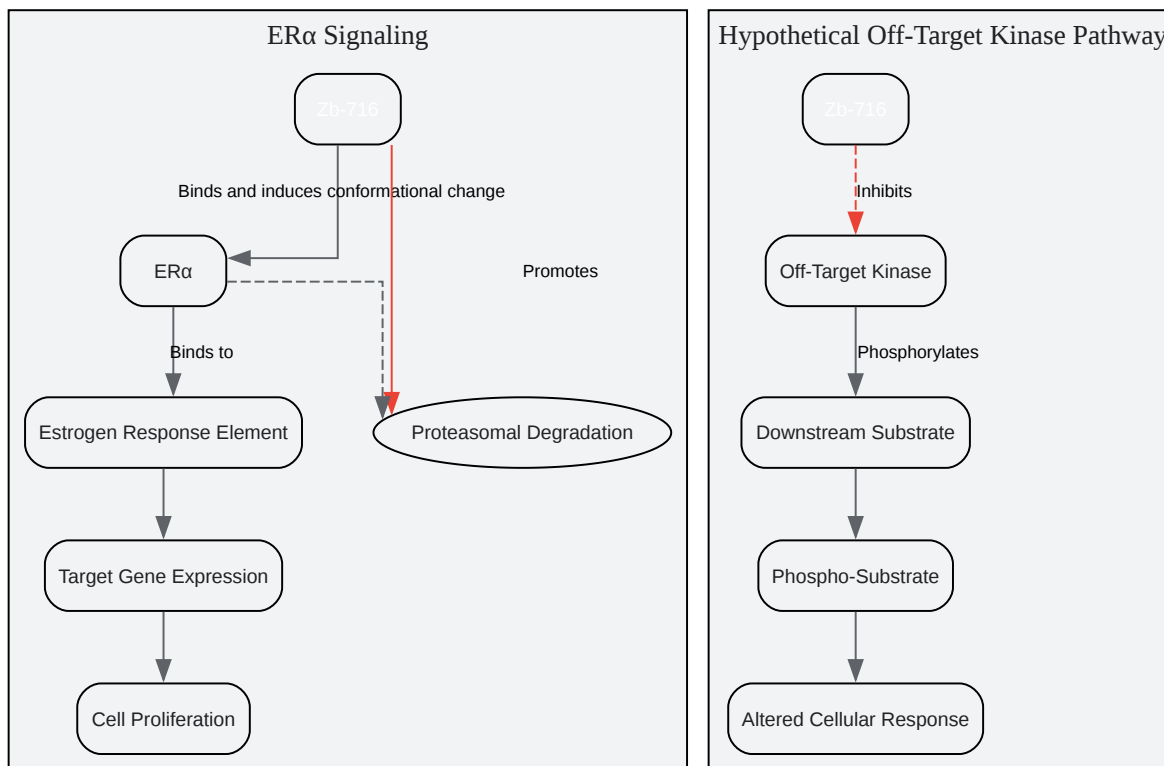 ERα Signaling
Zb-716
Binds and induces conformational change
ERα
Promotes
Binds to
Estrogen Response Element
Proteasomal Degradation
Target Gene Expression
Cell Proliferation
Hypothetical Off-Target Kinase Pathway
Zb-716
Inhibits
Off-Target Kinase
Phosphorylates
Downstream Substrate
Phospho-Substrate
Altered Cellular Response